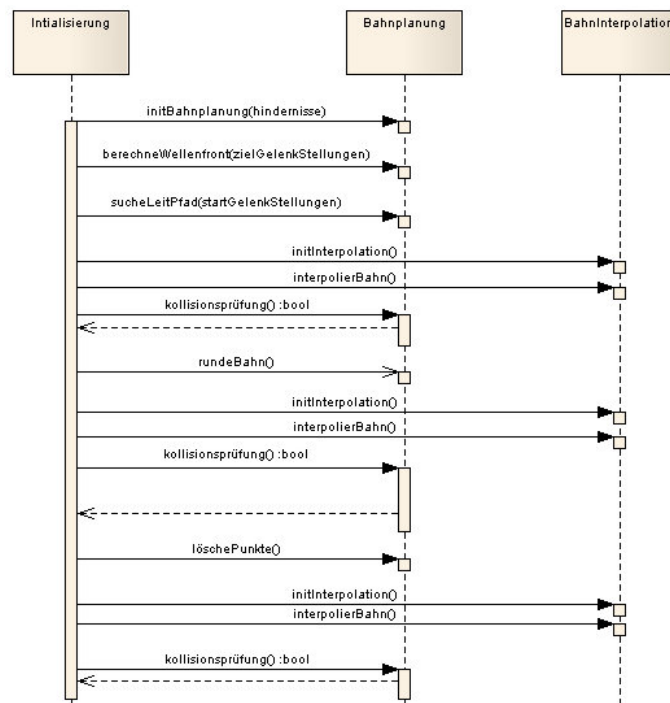 Intialisierung
Bahnplanung
BahnInterpolation
initBahnplanung(hindernisse)
berechneWellenfront(zielGelenkStellungen)
sucheLeitPfad(startGelenkStellungen)
initInterpolation()
interpolierBahn()
kollisionsprüfung() :bool
rundeBahn()
initInterpolation()
interpolierBahn()
kollisionsprüfung() :bool
löschePunkte()
initInterpolation()
interpolierBahn()
kollisionsprüfung() :bool